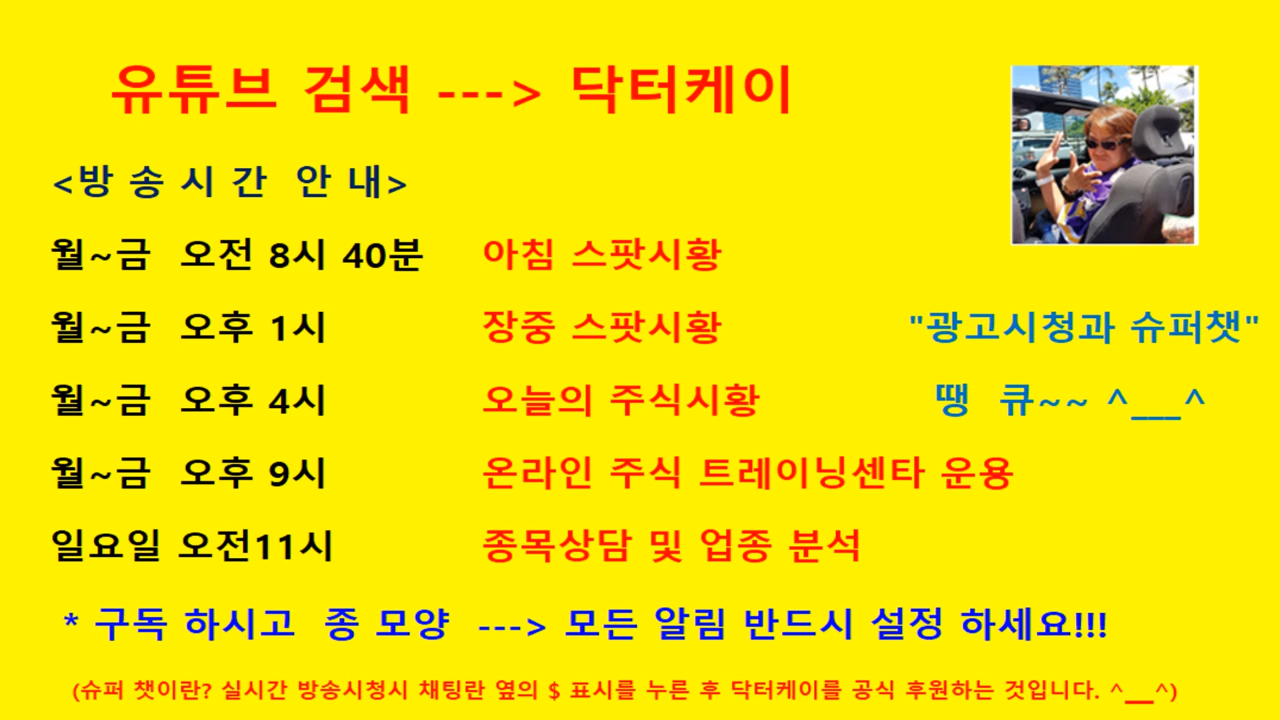 유튜브 검색 ---> 닥터케이
<방 송 시 간 안 내>
월~금 오전 8시 40분 아침 스팟시황
월~금 오후 1시 장중 스팟시황 "광고시청과 슈퍼챗"
월~금 오후 4시 오늘의 주식시황 땡 큐~~ ^___^
월~금 오후 9시 온라인 주식 트레이닝센타 운용
일요일 오전11시 종목상담 및 업종 분석
* 구독 하시고 종 모양 ---> 모든 알림 반드시 설정 하세요!!!
(슈퍼 챗이란? 실시간 방송시청시 채팅란 옆의 $ 표시를 누른 후 닥터케이를 공식 후원하는 것입니다. ^__^)